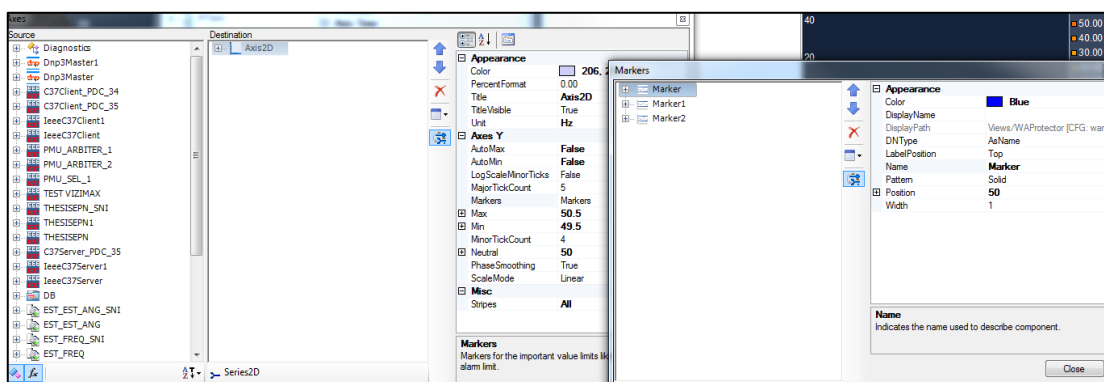 Axes
Source
Diagnostics
Dnp3Master1
Dnp3Master
C37Client_PDC_34
C37Client_PDC_35
IeeeC37Client1
IeeeC37Client
PMU_ARBITER_1
PMU_ARBITER_2
PMU_SEL_1
TEST VIZIMAX
THESISEPN_SNI
THESISEPN1
THESISEPN
C37Server_PDC_35
IeeeC37Server1
IeeeC37Server
DB
EST_EST_ANG_SNI
EST_EST_ANG
EST_FREQ_SNI
EST_FREQ
Destination
Axis2D
Series2D
Appearance
Color 206, 2
PercentFormat 0.00
Title Axis2D
TitleVisible True
Unit Hz
Axes Y
AutoMax False
AutoMin False
LogScaleMinorTicks False
MajorTickCount 5
Markers Markers
Max 50.5
Min 49.5
MinorTickCount 4
Neutral 50
PhaseSmoothing True
ScaleMode Linear
Misc
Stripes All
Markers
Markers for the important value limits lik
alarm limit.
40
20
50.00
40.00
30.00
Markers
Marker
Marker1
Marker2
Appearance
Color Blue
DisplayName
DisplayPath Views/WAProtector [CFG: war
DNType AsName
LabelPosition Top
Name Marker
Pattern Solid
Position 50
Width 1
Name
Indicates the name used to describe component.
Close